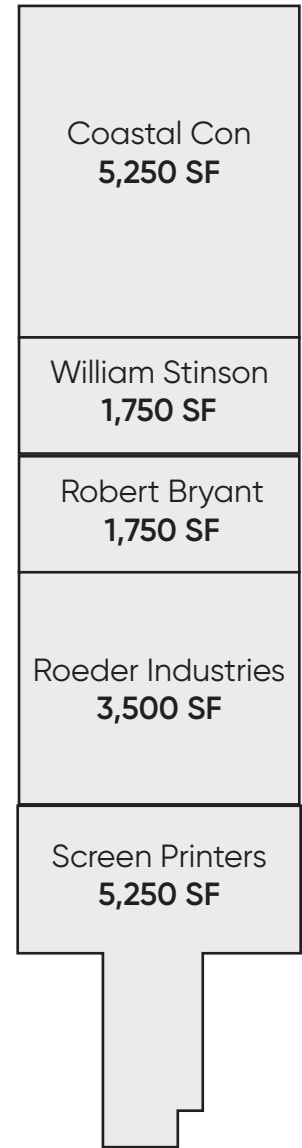 Coastal Con
5,250 SF
William Stinson
1,750 SF
Robert Bryant
1,750 SF
Roeder Industries
3,500 SF
Screen Printers
5,250 SF